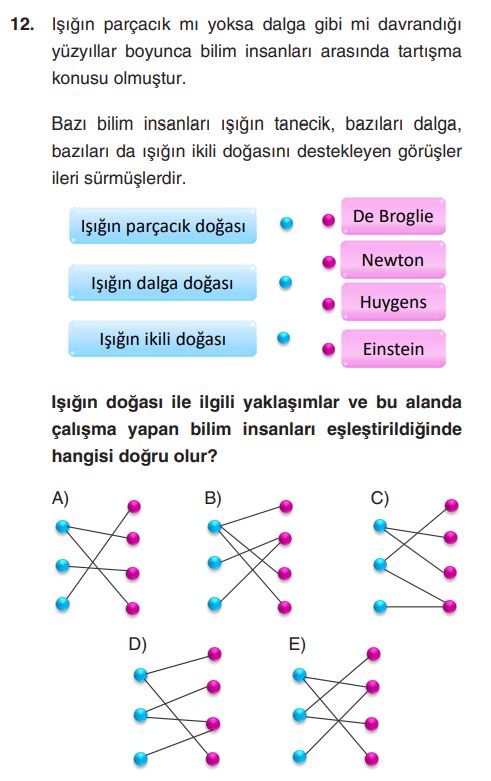 12. Işığın parçacık mı yoksa dalga gibi mi davrandığı
yüzyıllar boyunca bilim insanları arasında tartışma
konusu olmuştur.
Bazı bilim insanları ışığın tanecik, bazıları dalga,
bazıları da ışığın ikili doğasını destekleyen görüşler
ileri sürmüşlerdir.
Işığın parçacık doğası
De Broglie
Newton
Işığın dalga doğası
Huygens
Işığın ikili doğası
Einstein
Işığın doğası ile ilgili yaklaşımlar ve bu alanda
çalışma yapan bilim insanları eşleştirildiğinde
hangisi doğru olur?
A) B) C)
D) E)